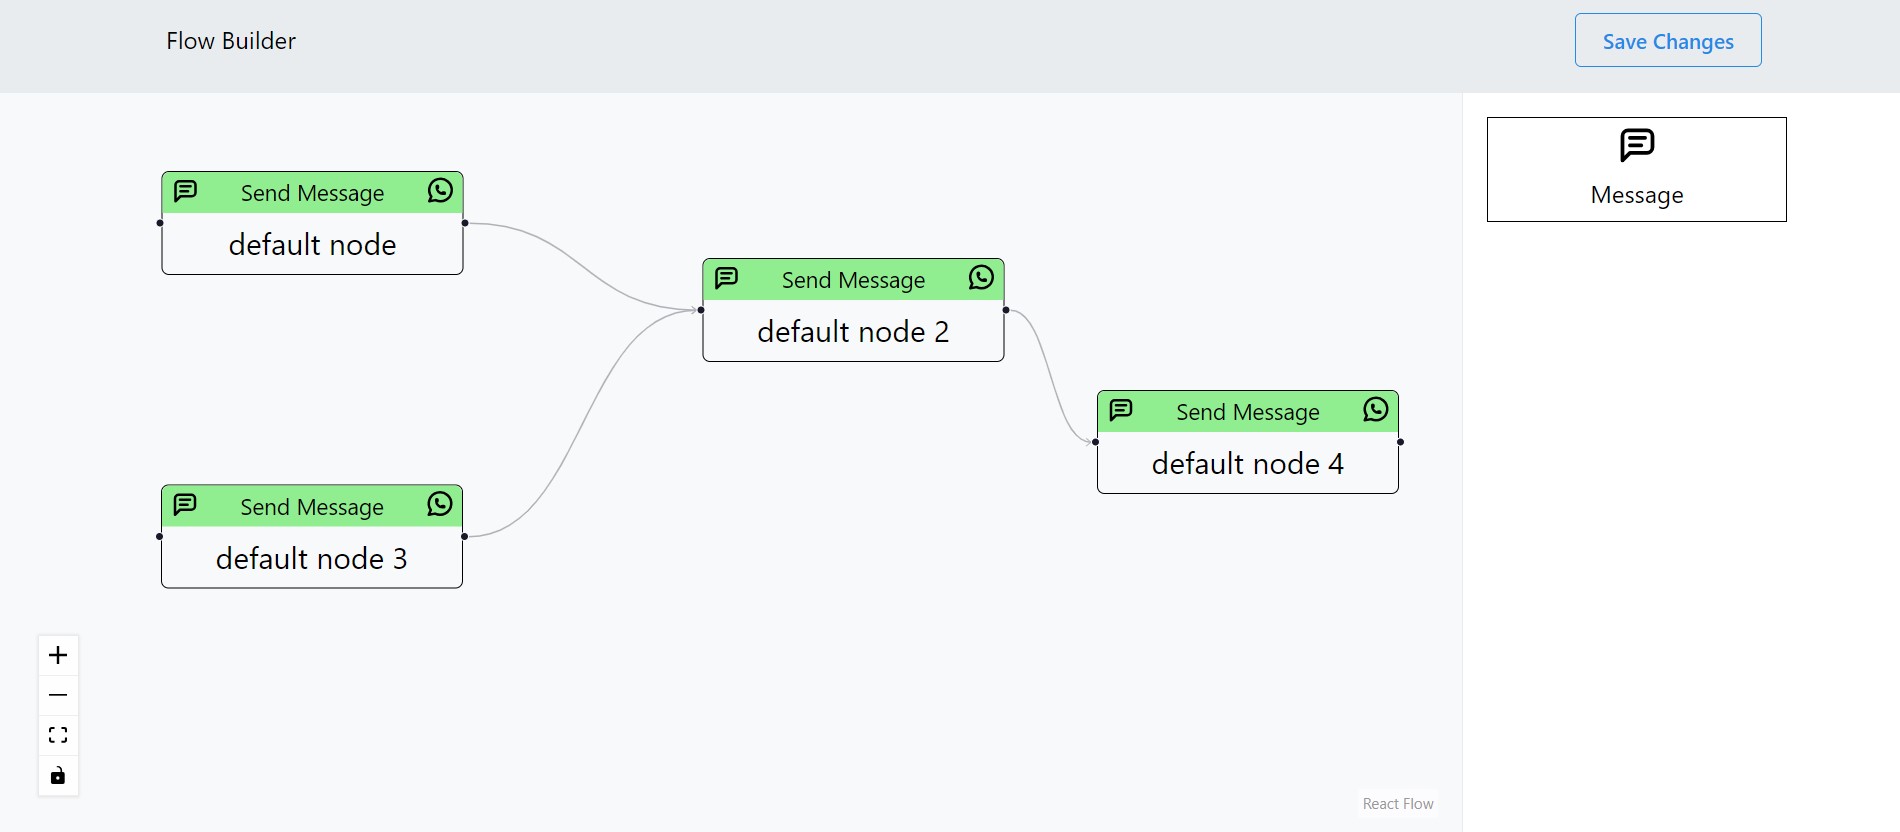 Flow Builder
Save Changes
Message
Send Message
default node
Send Message
default node 2
Send Message
default node 4
Send Message
default node 3
React Flow